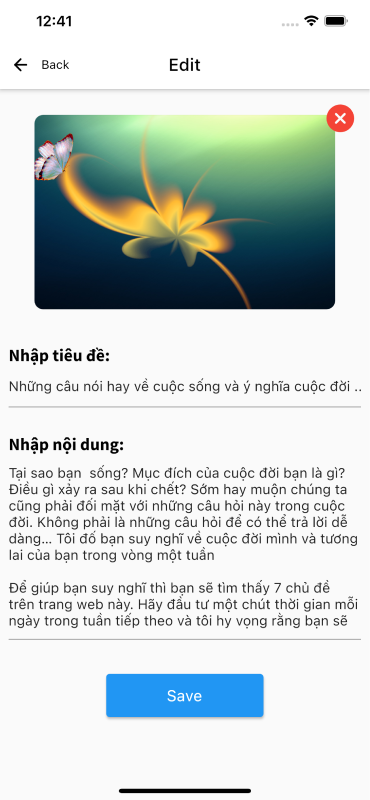 12:41
Back
Edit
Nhập tiêu đề:
Những câu nói hay về cuộc sống và ý nghĩa cuộc đời ..
Nhập nội dung:
Tại sao bạn  sống? Mục đích của cuộc đời bạn là gì?
Điều gì xảy ra sau khi chết? Sớm hay muộn chúng ta
cũng phải đối mặt với những câu hỏi này trong cuộc
đời. Không phải là những câu hỏi để có thể trả lời dễ
dàng... Tôi đố bạn suy nghĩ về cuộc đời mình và tương
lai của bạn trong vòng một tuần
Để giúp bạn suy nghĩ thì bạn sẽ tìm thấy 7 chủ đề
trên trang web này. Hãy đầu tư một chút thời gian mỗi
ngày trong tuần tiếp theo và tôi hy vọng rằng bạn sẽ
Save